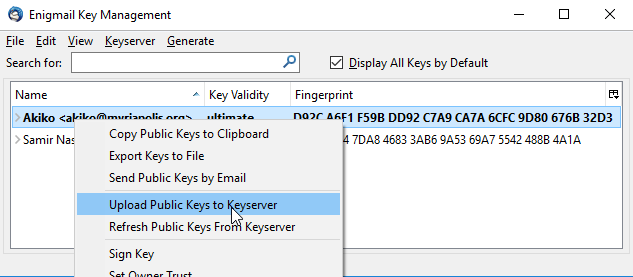 Enigmail Key Management
File Edit View Keyserver Generate
Search for: Display All Keys by Default
Name Key Validity Fingerprint
Akiko <akiko@myriapolis.org> ultimate D92C A6F1 F59B DD92 C7A9 CA7A 6CFC 9D80 676B 32D3
Samir Nas 4 7DA8 4683 3AB6 9A53 69A7 5542 488B 4A1A
Copy Public Keys to Clipboard
Export Keys to File
Send Public Keys by Email
Upload Public Keys to Keyserver
Refresh Public Keys From Keyserver
Sign Key
Set Owner Trust